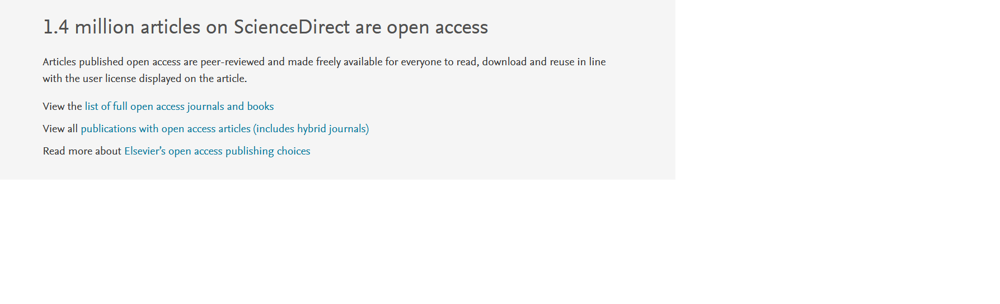 1.4 million articles on ScienceDirect are open access
Articles published open access are peer-reviewed and made freely available for everyone to read, download and reuse in line
with the user license displayed on the article.
View the list of full open access journals and books
View all publications with open access articles (includes hybrid journals)
Read more about Elsevier’s open access publishing choices